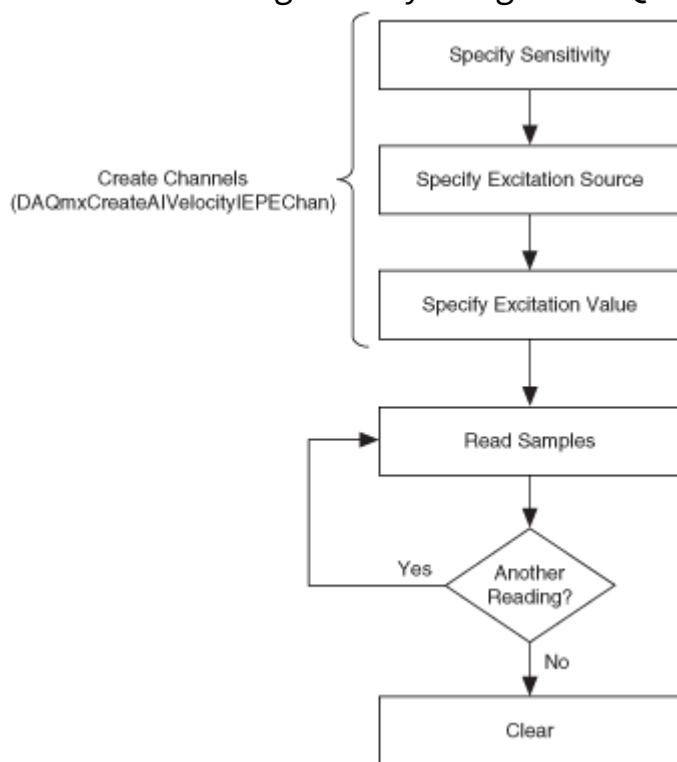 Specify Sensitivity
Create Channels
(DAQmxCreateAIVelocityIEPEChan)
Specify Excitation Source
Specify Excitation Value
Read Samples
Yes
Another
Reading?
No
Clear